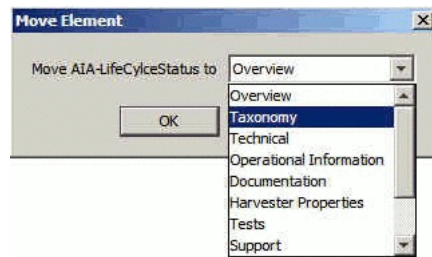 Move Element
Move AIA-LifeCylceStatus to Overview
OK
Overview
Taxonomy
Technical
Operational Information
Documentation
Harvester Properties
Tests
Support